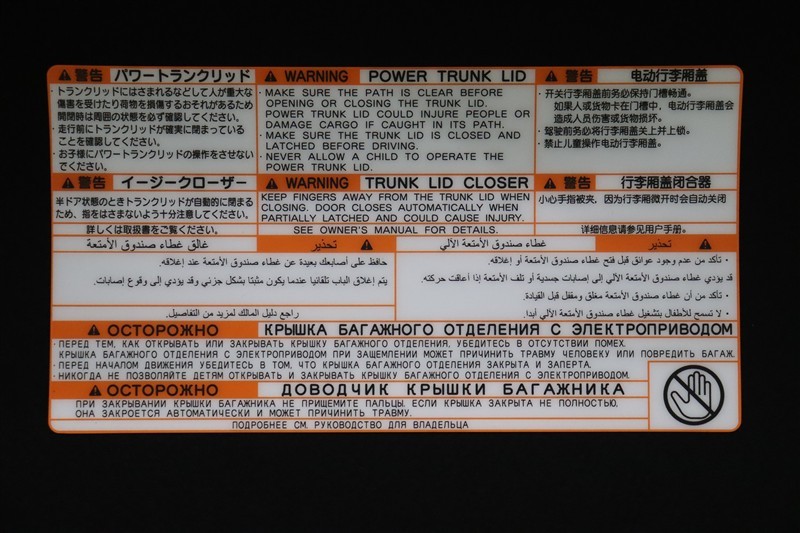 ⚠警告 パワートランクリッド
・トランクリッドにはさまれるなどして人が重大な
傷害を受けたり荷物を損傷するおそれがあるため
開閉時は周囲の状態を必ず確認してください。
・走行前にトランクリッドが確実に閉まっている
ことを確認してください。
・お子様にパワートランクリッドの操作をさせない
でください。
⚠警告 イージークローザー
半ドア状態のときトランクリッドが自動的に閉まる
ため、指をはさまないよう十分注意してください。
詳しくは取扱書をご覧ください。
⚠ WARNING POWER TRUNK LID
・MAKE SURE THE PATH IS CLEAR BEFORE
OPENING OR CLOSING THE TRUNK LID.
POWER TRUNK LID COULD INJURE PEOPLE OR
DAMAGE CARGO IF CAUGHT IN ITS PATH.
・MAKE SURE THE TRUNK LID IS CLOSED AND
LATCHED BEFORE DRIVING.
・NEVER ALLOW A CHILD TO OPERATE THE
POWER TRUNK LID.
⚠ WARNING TRUNK LID CLOSER
KEEP FINGERS AWAY FROM THE TRUNK LID WHEN
CLOSING. DOOR CLOSES AUTOMATICALLY WHEN
PARTIALLY LATCHED AND COULD CAUSE INJURY.
SEE OWNER'S MANUAL FOR DETAILS.
⚠ 警告 电动行李厢盖
・开关行李厢盖前务必保持门槽畅通。
如果人或货物卡在门槽中，电动行李厢盖会
造成人员伤害或货物损坏。
・驾驶前务必将行李厢盖关上并上锁。
・禁止儿童操作电动行李厢盖。
⚠ 警告 行李厢盖闭合器
小心手指被夹，因为行李厢微开时会自动关闭
详细信息请参见用户手册。
⚠ تحذير غطاء صندوق الأمتعة الآلي
• تأكد من عدم وجود عوائق قبل فتح غطاء صندوق الأمتعة أو إغلاقه.
قد يؤدي غطاء صندوق الأمتعة الآلي إلى إصابات جسدية أو تلف الأمتعة إذا أعاقت حركته.
• تأكد من أن غطاء صندوق الأمتعة مغلق ومقفل قبل القيادة.
• لا تسمح للأطفال بتشغيل غطاء صندوق الأمتعة الآلي أبدا.
⚠ تحذير غالق غطاء صندوق الأمتعة
حافظ على أصابعك بعيدة عن غطاء صندوق الأمتعة عند إغلاقه.
يتم إغلاق الباب تلقائيا عندما يكون مثبتا بشكل جزئي وقد يؤدي إلى وقوع إصابات.
راجع دليل المالك لمزيد من التفاصيل.
⚠ ОСТОРОЖНО КРЫШКА БАГАЖНОГО ОТДЕЛЕНИЯ С ЭЛЕКТРОПРИВОДОМ
・ПЕРЕД ТЕМ, КАК ОТКРЫВАТЬ ИЛИ ЗАКРЫВАТЬ КРЫШКУ БАГАЖНОГО ОТДЕЛЕНИЯ, УБЕДИТЕСЬ В ОТСУТСТВИИ ПОМЕХ.
КРЫШКА БАГАЖНОГО ОТДЕЛЕНИЯ С ЭЛЕКТРОПРИВОДОМ ПРИ ЗАЩЕМЛЕНИИ МОЖЕТ ПРИЧИНИТЬ ТРАВМУ ЧЕЛОВЕКУ ИЛИ ПОВРЕДИТЬ БАГАЖ.
・ПЕРЕД НАЧАЛОМ ДВИЖЕНИЯ УБЕДИТЕСЬ В ТОМ, ЧТО КРЫШКА БАГАЖНОГО ОТДЕЛЕНИЯ ЗАКРЫТА И ЗАПЕРТА.
・НИКОГДА НЕ ПОЗВОЛЯЙТЕ ДЕТЯМ ОТКРЫВАТЬ И ЗАКРЫВАТЬ КРЫШКУ БАГАЖНОГО ОТДЕЛЕНИЯ С ЭЛЕКТРОПРИВОДОМ.
⚠ ОСТОРОЖНО ДОВОДЧИК КРЫШКИ БАГАЖНИКА
ПРИ ЗАКРЫВАНИИ КРЫШКИ БАГАЖНИКА НЕ ПРИЩЕМИТЕ ПАЛЬЦЫ. ЕСЛИ КРЫШКА ЗАКРЫТА НЕ ПОЛНОСТЬЮ,
ОНА ЗАКРОЕТСЯ АВТОМАТИЧЕСКИ И МОЖЕТ ПРИЧИНИТЬ ТРАВМУ.
ПОДРОБНЕЕ СМ. РУКОВОДСТВО ДЛЯ ВЛАДЕЛЬЦА